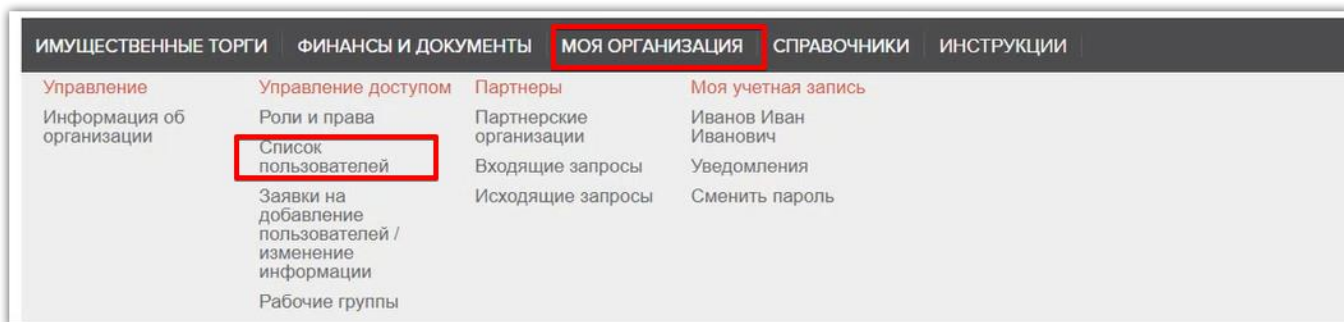 ИМУЩЕСТВЕННЫЕ ТОРГИ ФИНАНСЫ И ДОКУМЕНТЫ МОЯ ОРГАНИЗАЦИЯ СПРАВОЧНИКИ ИНСТРУКЦИИ
Управление
Информация об
организации
Управление доступом
Роли и права
Список
пользователей
Заявки на
добавление
пользователей /
изменение
информации
Рабочие группы
Партнеры
Партнерские
организации
Входящие запросы
Исходящие запросы
Моя учетная запись
Иванов Иван
Иванович
Уведомления
Сменить пароль